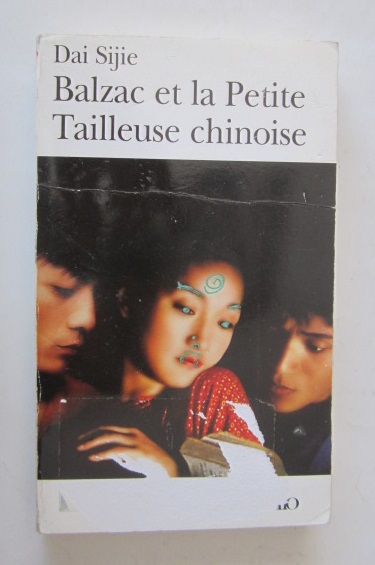 Dai Sijie
Balzac et la Petite
Tailleuse chinoise